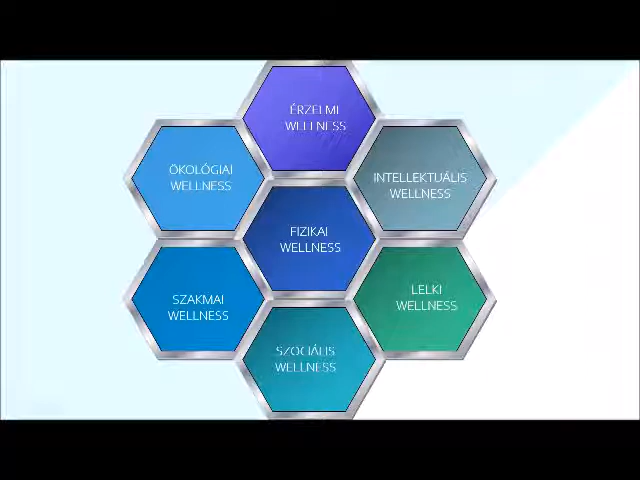 ÉRZELMI
WELLNESS
ÖKOLÓGIAI
WELLNESS
INTELLEKTUÁLIS
WELLNESS
FIZIKAI
WELLNESS
SZAKMAI
WELLNESS
LELKI
WELLNESS
SZOCIÁLIS
WELLNESS